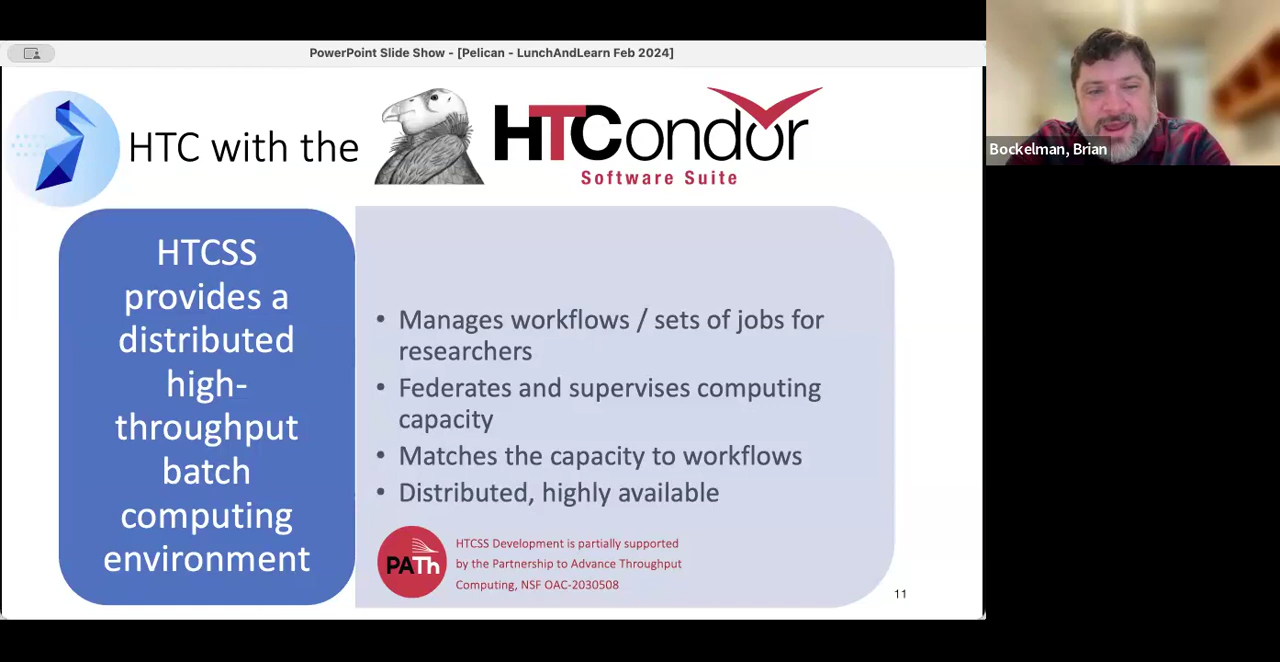 PowerPoint Slide Show - [Pelican - LunchAndLearn Feb 2024]
HTC with the
HTCondor
Software Suite
HTCSS
provides a
distributed
high-
throughput
batch
computing
environment
• Manages workflows / sets of jobs for
researchers
• Federates and supervises computing
capacity
• Matches the capacity to workflows
• Distributed, highly available
PATh
HTCSS Development is partially supported
by the Partnership to Advance Throughput
Computing, NSF OAC-2030508
11
Bockelman, Brian